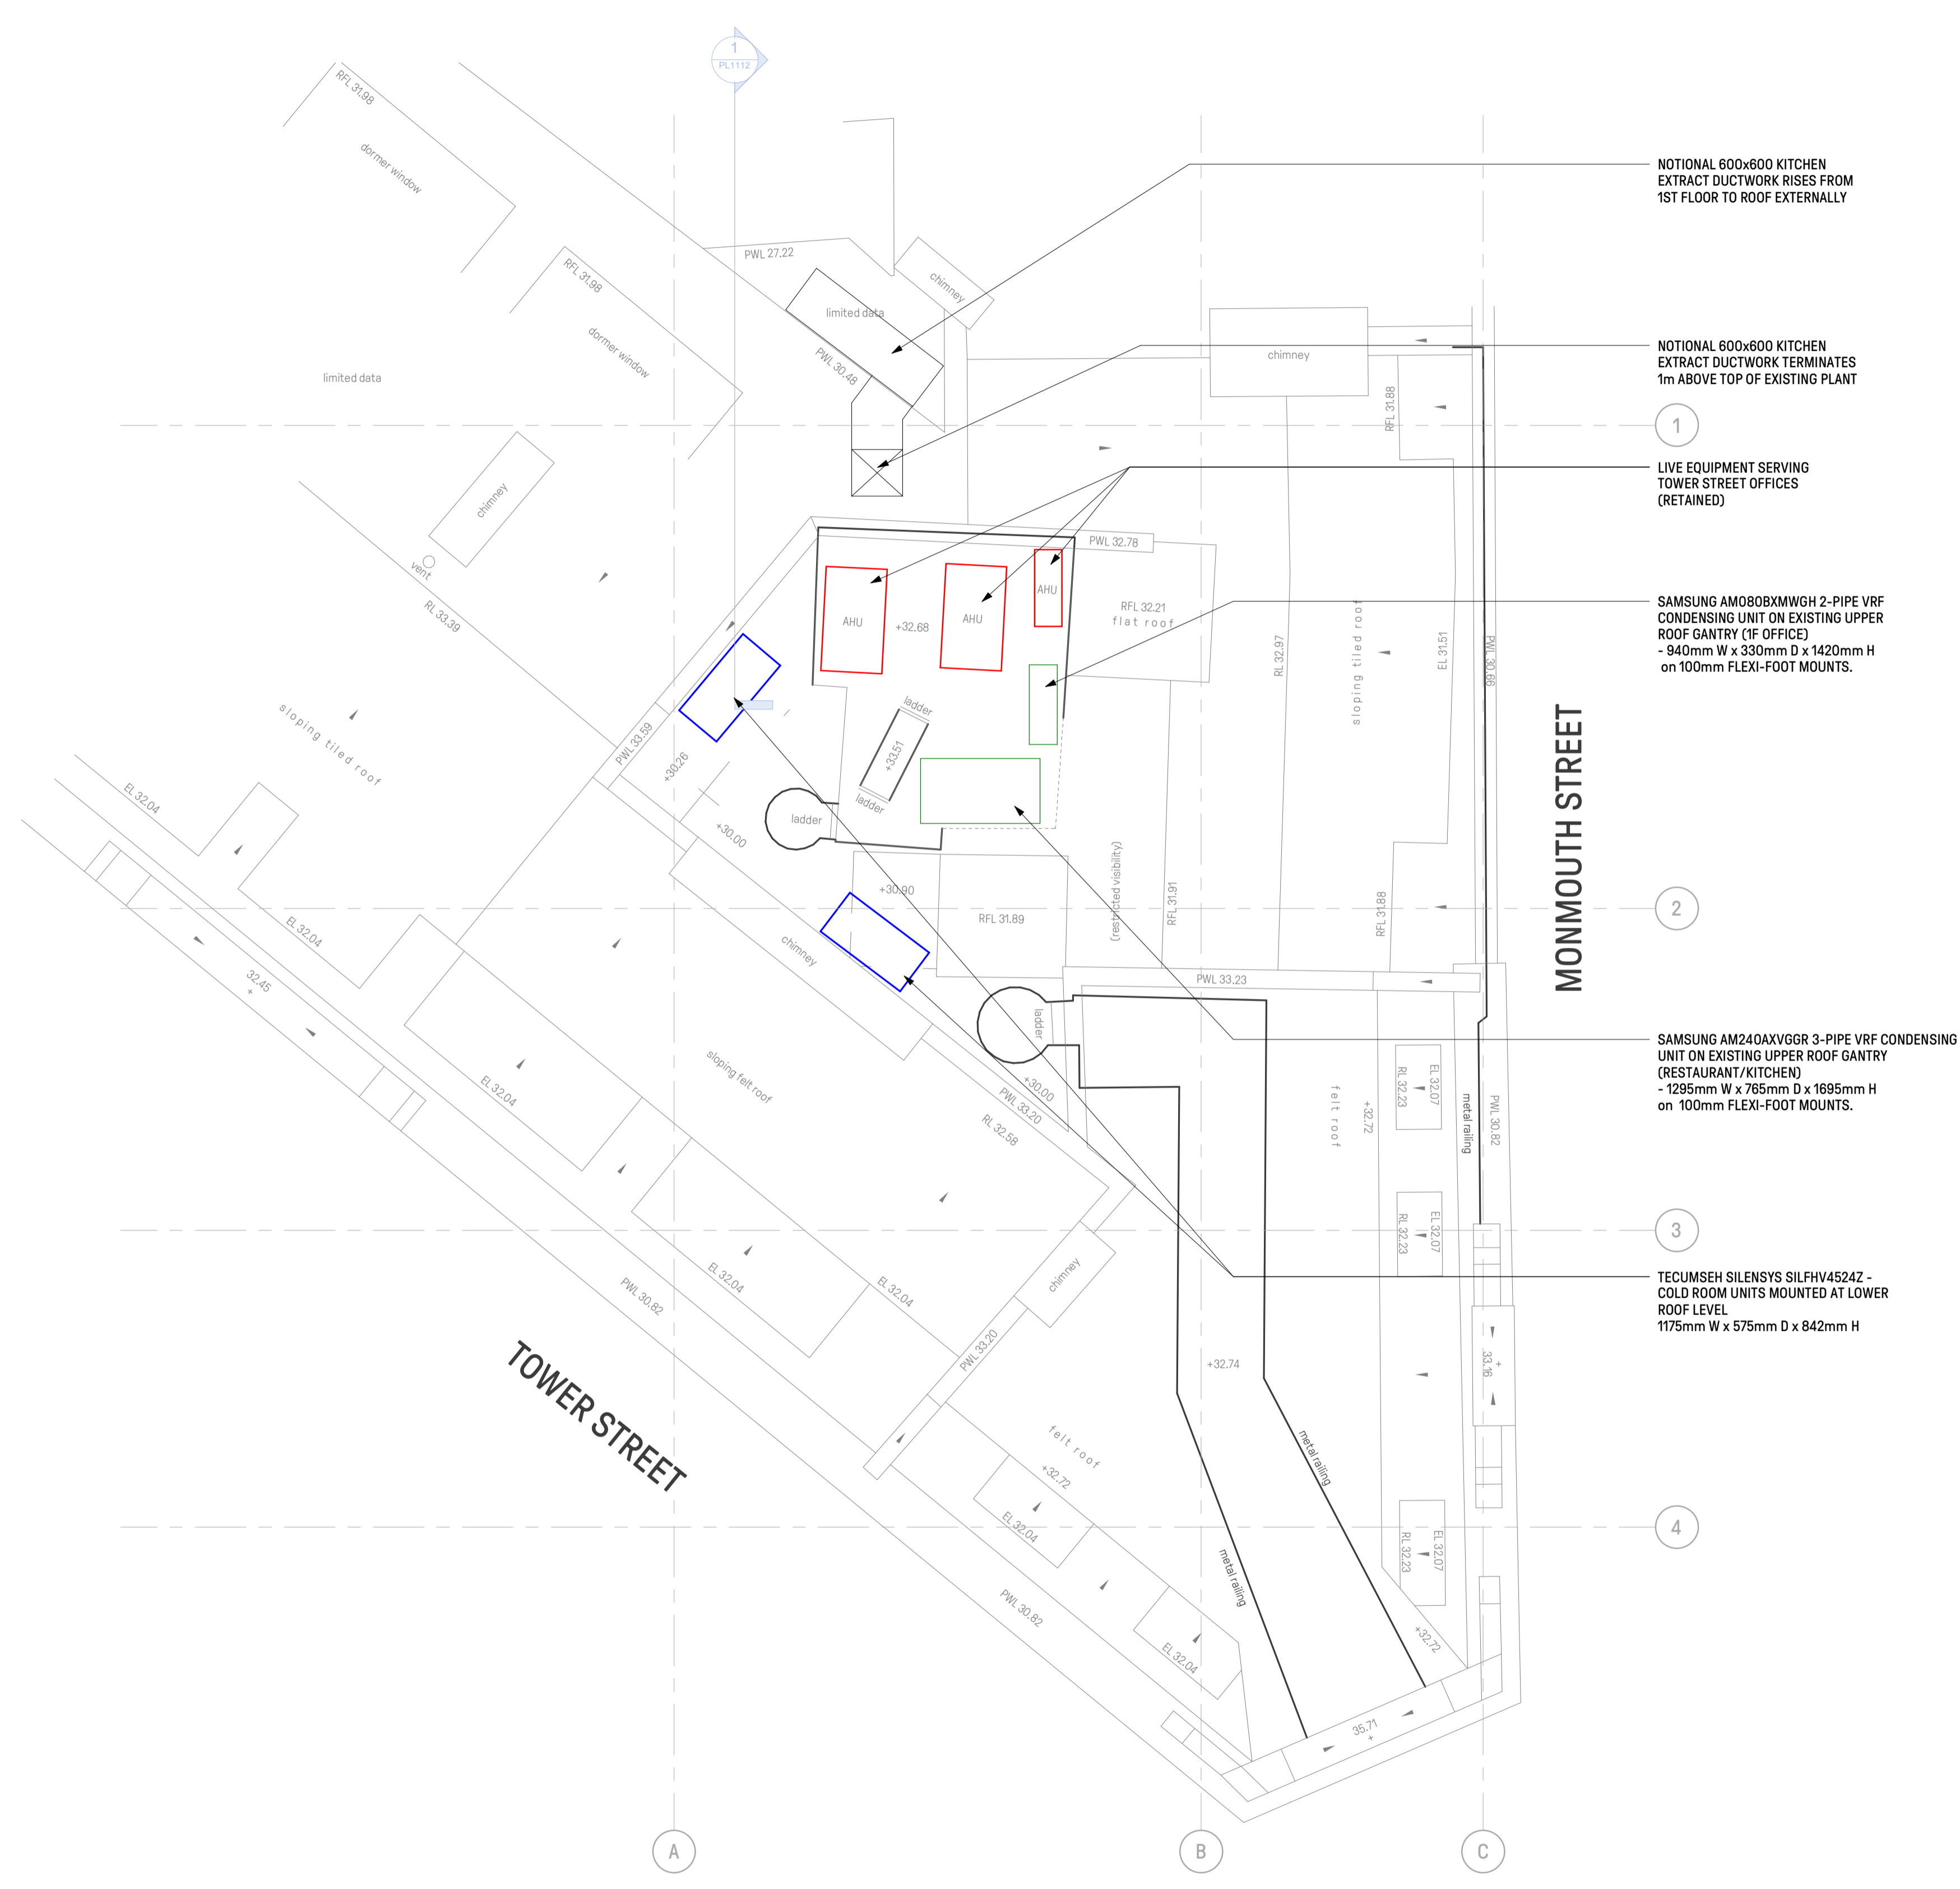 1
PL1112
RFL 31.98
dormer window
NOTIONAL 600x600 KITCHEN
EXTRACT DUCTWORK RISES FROM
1ST FLOOR TO ROOF EXTERNALLY
PWL 27.22
RFL 31.98
chimney
limited data
dormer window
PWL 30.48
chimney
limited data
NOTIONAL 600x600 KITCHEN
EXTRACT DUCTWORK TERMINATES
1m ABOVE TOP OF EXISTING PLANT
RFL 31.88
1
LIVE EQUIPMENT SERVING
TOWER STREET OFFICES
(RETAINED)
chimney
vent
RL 33.39
PWL 32.78
AHU
AHU
AHU
+32.68
RFL 32.21
flat roof
SAMSUNG AM080BXMWGH 2-PIPE VRF
CONDENSING UNIT ON EXISTING UPPER
ROOF GANTRY (1F OFFICE)
- 940mm W x 330mm D x 1420mm H
on 100mm FLEXI-FOOT MOUNTS.
RL 32.97
sloping tiled roof
EL 31.51
PWL 30.66
MONMOUTH STREET
sloping tiled roof
PWL 33.59
+30.26
ladder
+33.51
ladder
ladder
+30.00
EL 32.04
+30.90
RFL 31.89
(restricted visibility)
RFL 31.91
RFL 31.88
2
EL 32.04
chimney
32.45
+
PWL 33.23
ladder
+30.00
PWL 33.20
RL 32.58
sloping felt roof
EL 32.04
felt roof
+32.72
RL 32.23
EL 32.07
metal railing
PWL 30.82
SAMSUNG AM240AXVGGR 3-PIPE VRF CONDENSING
UNIT ON EXISTING UPPER ROOF GANTRY
(RESTAURANT/KITCHEN)
- 1295mm W x 765mm D x 1695mm H
on 100mm FLEXI-FOOT MOUNTS.
RL 32.23
EL 32.07
3
EL 32.04
PWL 30.82
EL 32.04
chimney
TECUMSEH SILENSYS SILFHV4524Z -
COLD ROOM UNITS MOUNTED AT LOWER
ROOF LEVEL
1175mm W x 575mm D x 842mm H
PWL 33.20
+32.74
33.16
+
TOWER STREET
felt roof
+32.72
metal railing
EL 32.04
4
RL 32.23
EL 32.07
metal railing
PWL 30.82
EL 32.04
+32.72
35.71
+
A
B
C